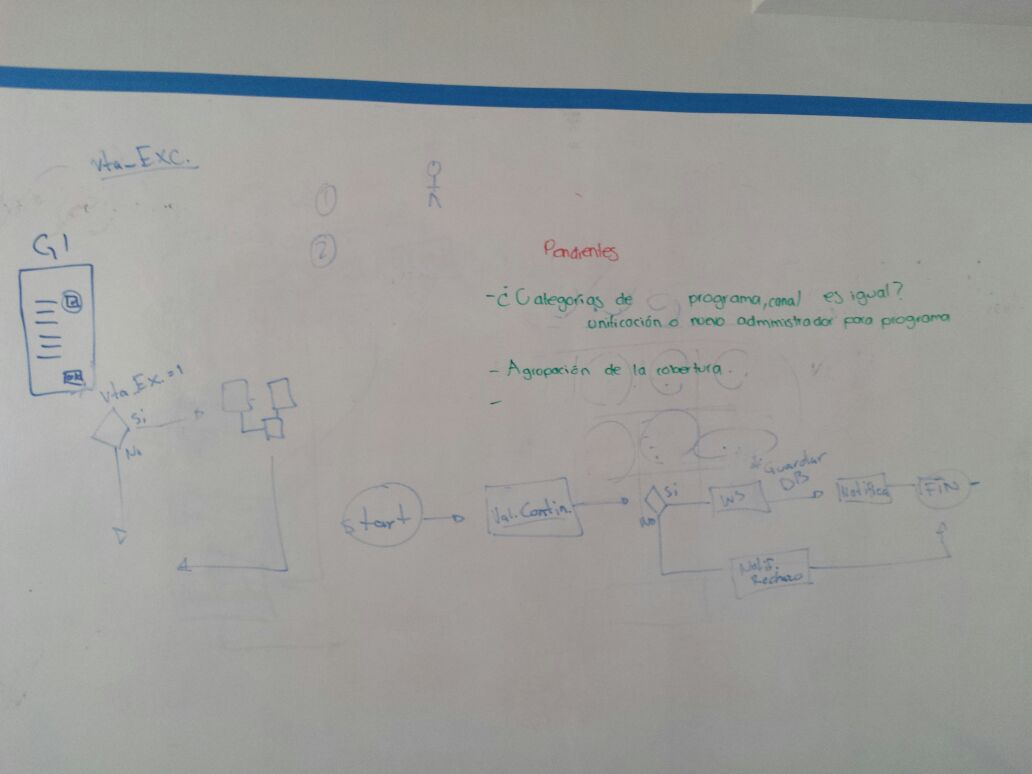 vta_Exc.
1
2
G1
Pendientes
-¿Categorias de programa, canal es igual?
unificación o nuevo administrador para programa
- Agrupación de la cobertura.
-
vta_Ex.=1
Si
No
start
Val. Contin.
Si
No
WS
* Guardar
DB
Notifica
FIN
Notif.
Rechazo